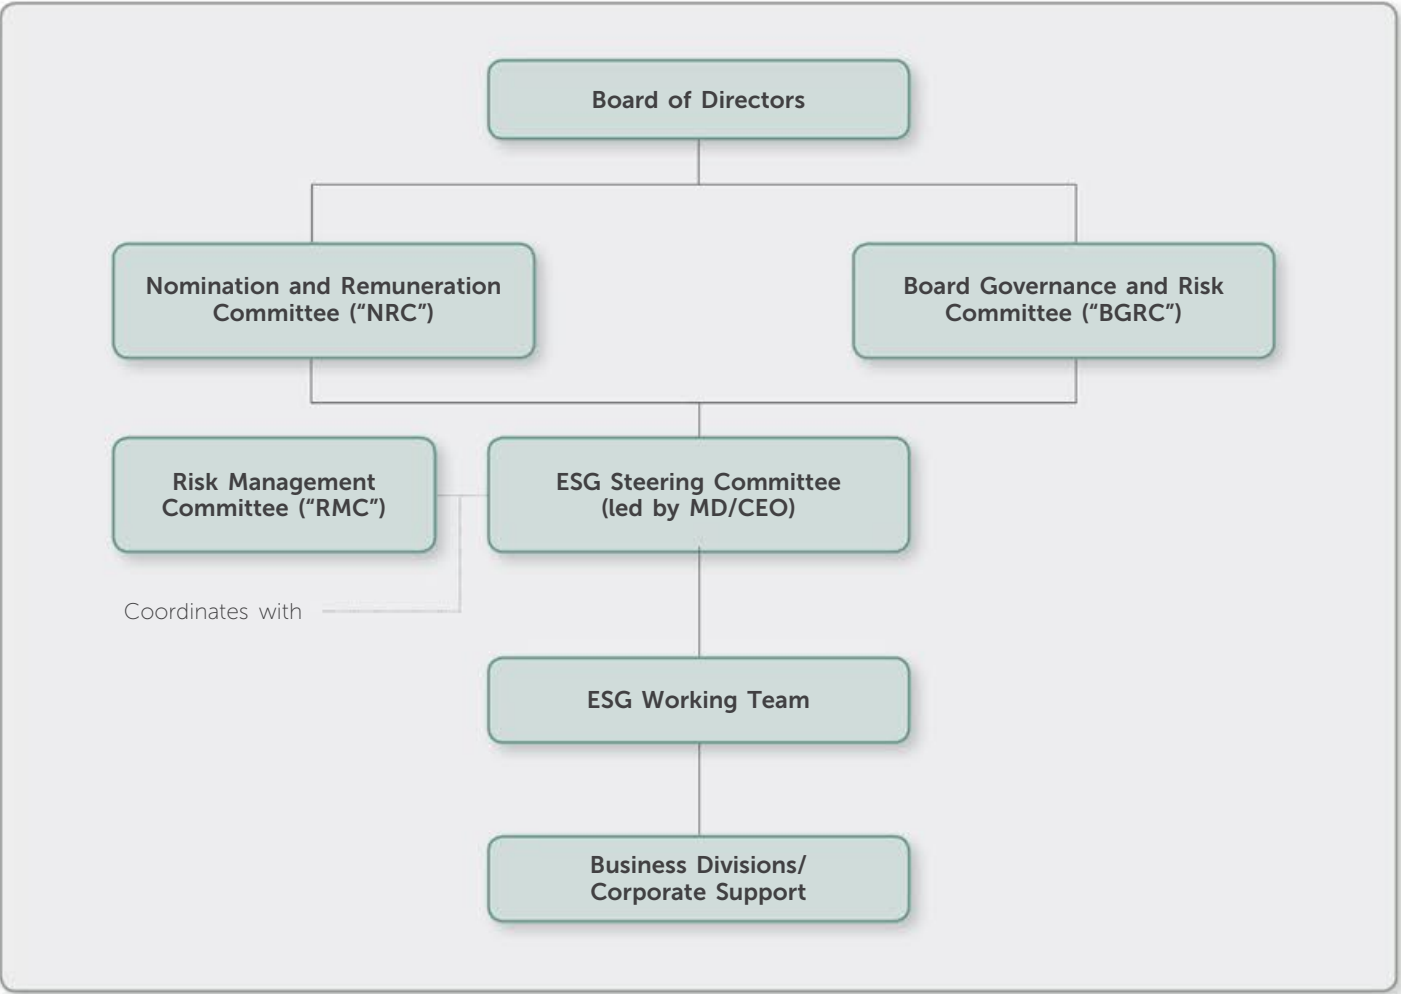 Board of Directors
Nomination and Remuneration
Committee (“NRC”)
Board Governance and Risk
Committee (“BGRC”)
Risk Management
Committee (“RMC”)
ESG Steering Committee
(led by MD/CEO)
Coordinates with
ESG Working Team
Business Divisions/
Corporate Support